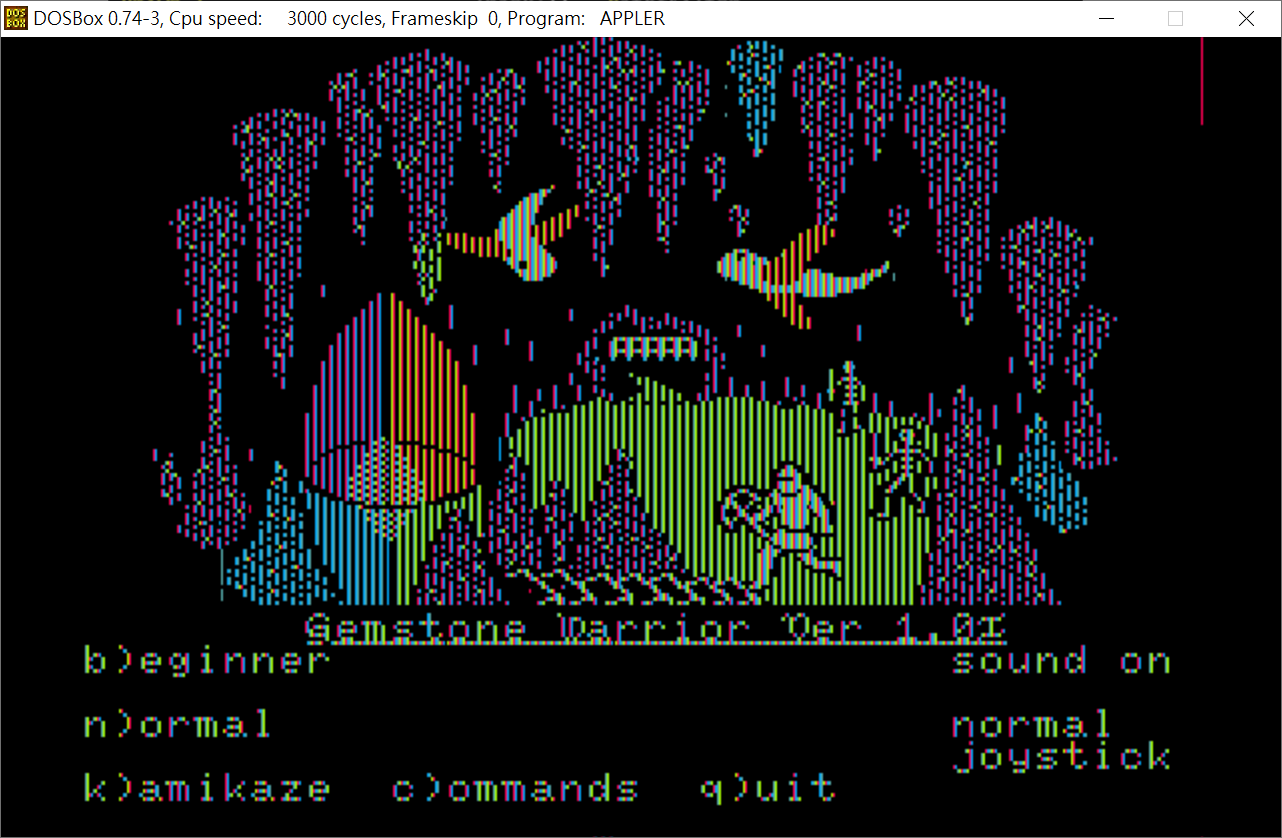 DOSBox 0.74-3, Cpu speed: 3000 cycles, Frameskip 0, Program: APPLER
Gemstone Warrior Ver 1.0I
b)eginner sound on
n)ormal normal
joystick
k)amikaze c)ommands q)uit